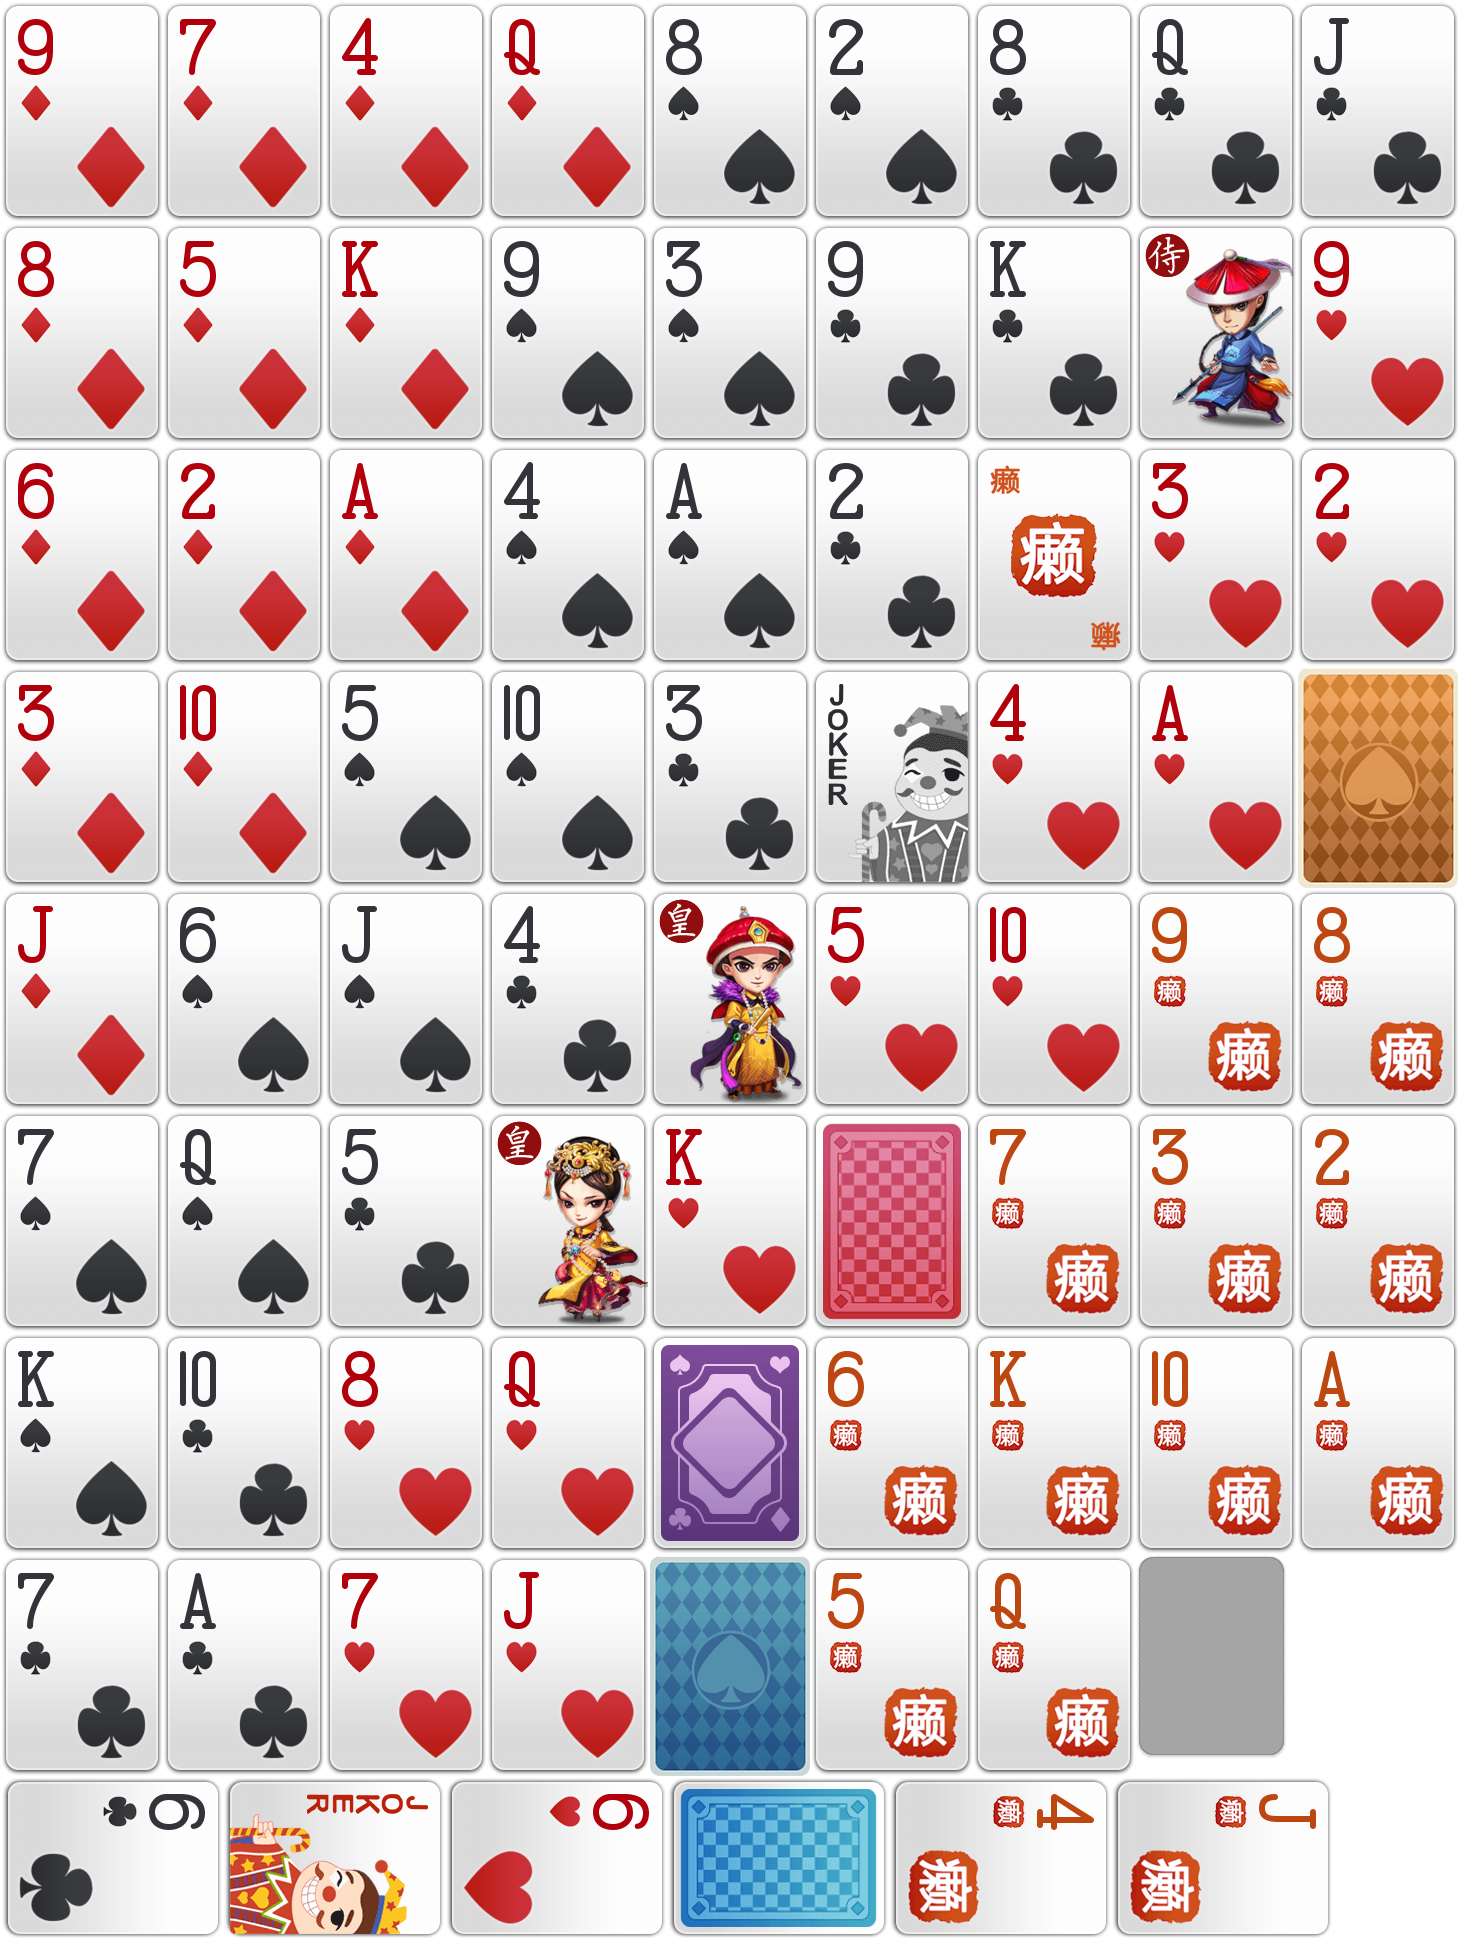 9 7 4 Q 8 2 8 Q J
8 5 K 9 3 9 K 侍 9
6 2 A 4 A 2 癞 癞 癞 3 2
3 10 5 10 3 JOKER 4 A
J 6 J 4 皇 5 10 9 癞 癞 8 癞 癞
7 Q 5 皇 K 7 癞 癞 3 癞 癞 2 癞 癞
K 10 8 Q 6 癞 癞 K 癞 癞 10 癞 癞 A 癞 癞
7 A 7 J 5 癞 癞 Q 癞 癞
6 JOKER 6 4 癞 癞 J 癞 癞